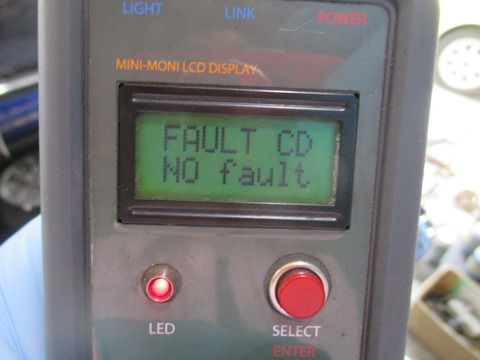 LIGHT LINK POWER
MINI-MONI LCD DISPLAY
FAULT CD
NO fault
LED SELECT
ENTER